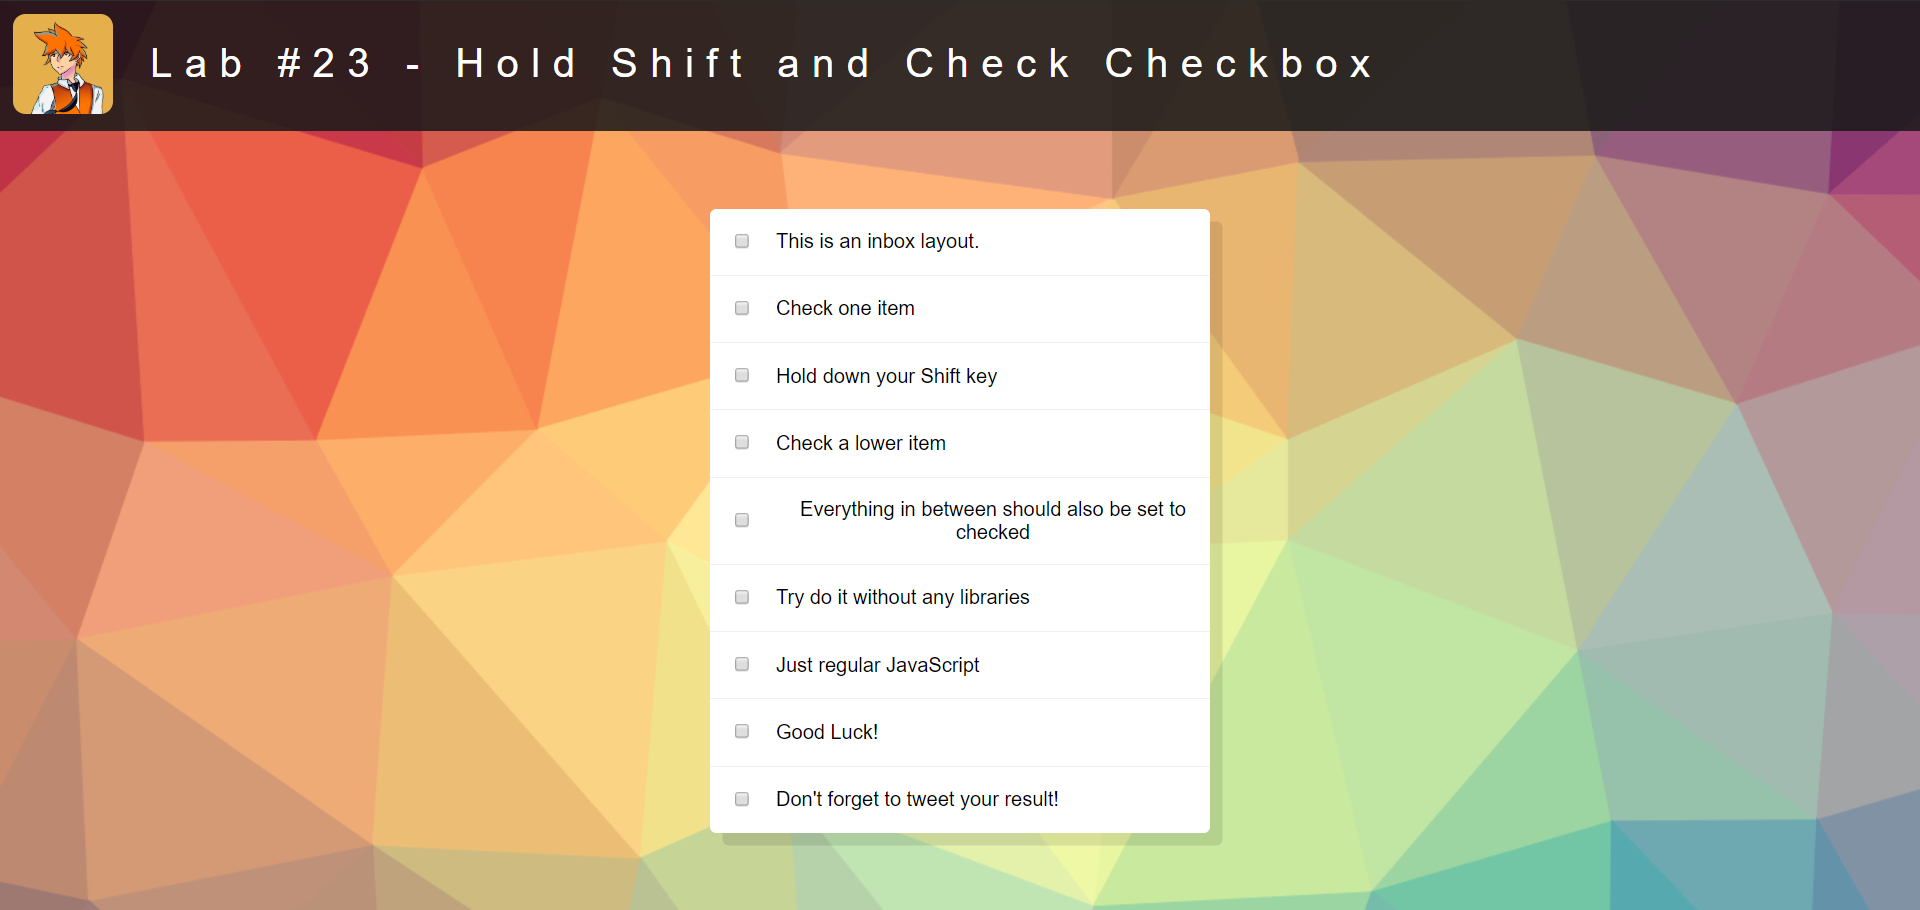 Lab #23 - Hold Shift and Check Checkbox
This is an inbox layout.
Check one item
Hold down your Shift key
Check a lower item
Everything in between should also be set to
checked
Try do it without any libraries
Just regular JavaScript
Good Luck!
Don't forget to tweet your result!